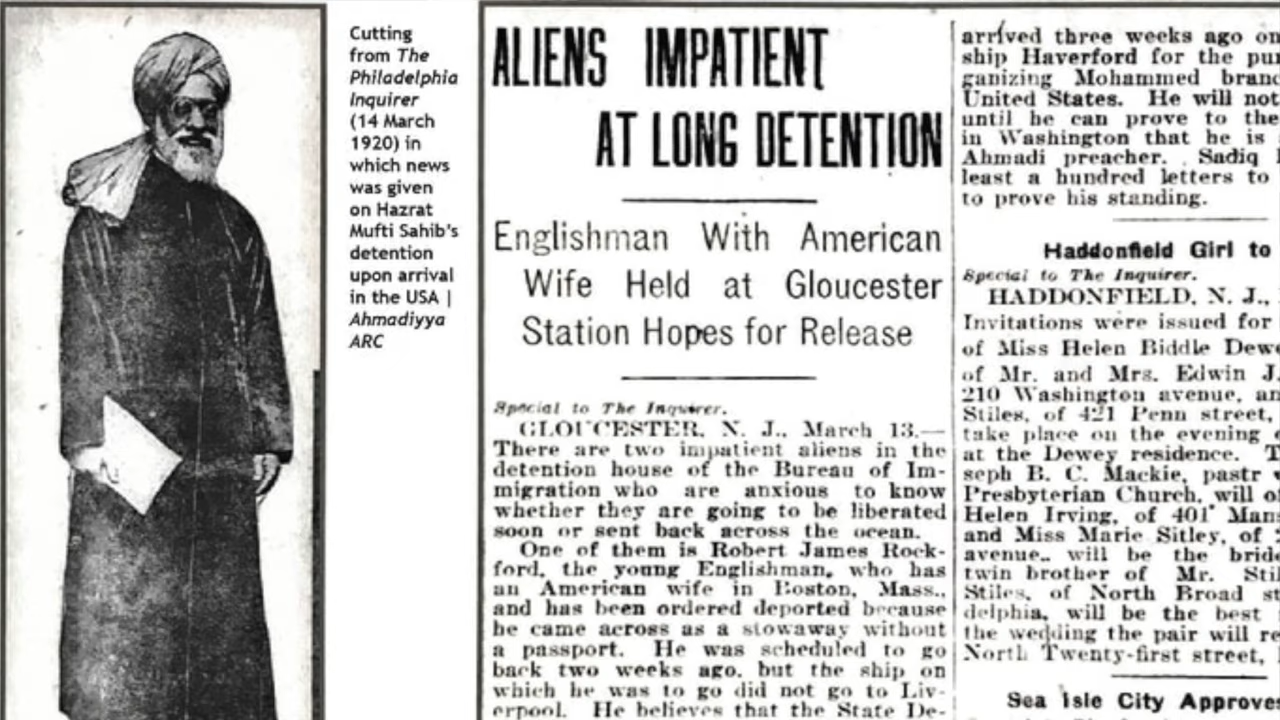 Cutting
from The
Philadelphia
Inquirer
(14 March
1920) in
which news
was given
on Hazrat
Mufti Sahib's
detention
upon arrival
in the USA |
Ahmadiyya
ARC
ALIENS IMPATIENT
AT LONG DETENTION
Englishman With American
Wife Held at Gloucester
Station Hopes for Release
Special to The Inquirer.
GLOUCESTER, N. J., March 13.—
There are two impatient aliens in the
detention house of the Bureau of Im-
migration who are anxious to know
whether they are going to be liberated
soon or sent back across the ocean.
One of them is Robert James Rock-
ford, the young Englishman, who has
an American wife in Boston, Mass.,
and has been ordered deported because
he came across as a stowaway without
a passport. He was scheduled to go
back two weeks ago, but the ship on
which he was to go did not go to Liv-
erpool. He believes that the State De-
arrived three weeks ago on
ship Haverford for the pur
ganizing Mohammed branc
United States. He will not
until he can prove to the
in Washington that he is
Ahmadi preacher. Sadiq
least a hundred letters to
to prove his standing.
Haddonfield Girl to
Special to The Inquirer.
HADDONFIELD, N. J.,
Invitations were issued for
of Miss Helen Biddle Dewe
of Mr. and Mrs. Edwin J.
210 Washington avenue, an
Stiles, of 421 Penn street,
take place on the evening
at the Dewey residence. T
seph B. C. Mackie, pastr
Presbyterian Church, will o
Helen Irving, of 401 Man
and Miss Marie Sitley, of
avenue., will be the bride
twin brother of Mr. Stil
Stiles, of North Broad st
delphia, will be the best
the wedding the pair will re
North Twenty-first street,
Sea Isle City Approve